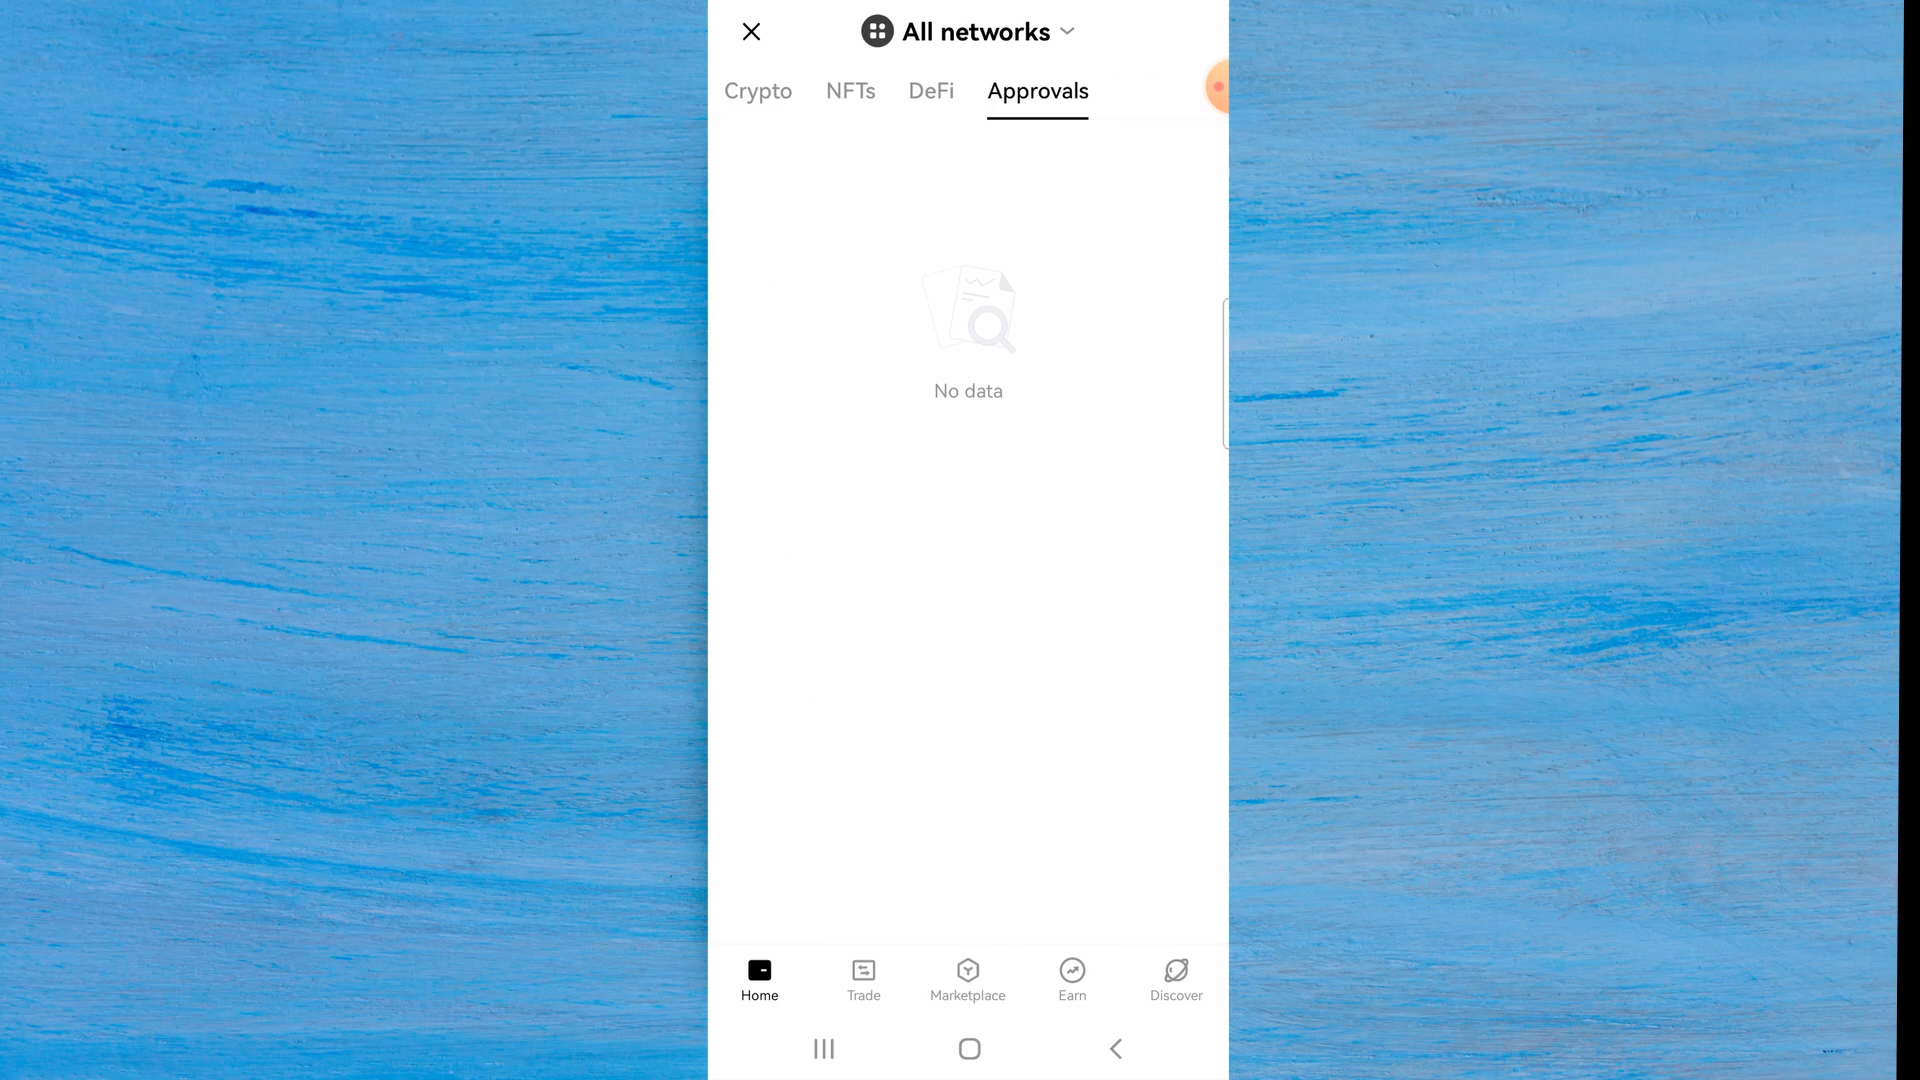 All networks
Crypto NFTs DeFi Approvals
No data
Home Trade Marketplace Earn Discover